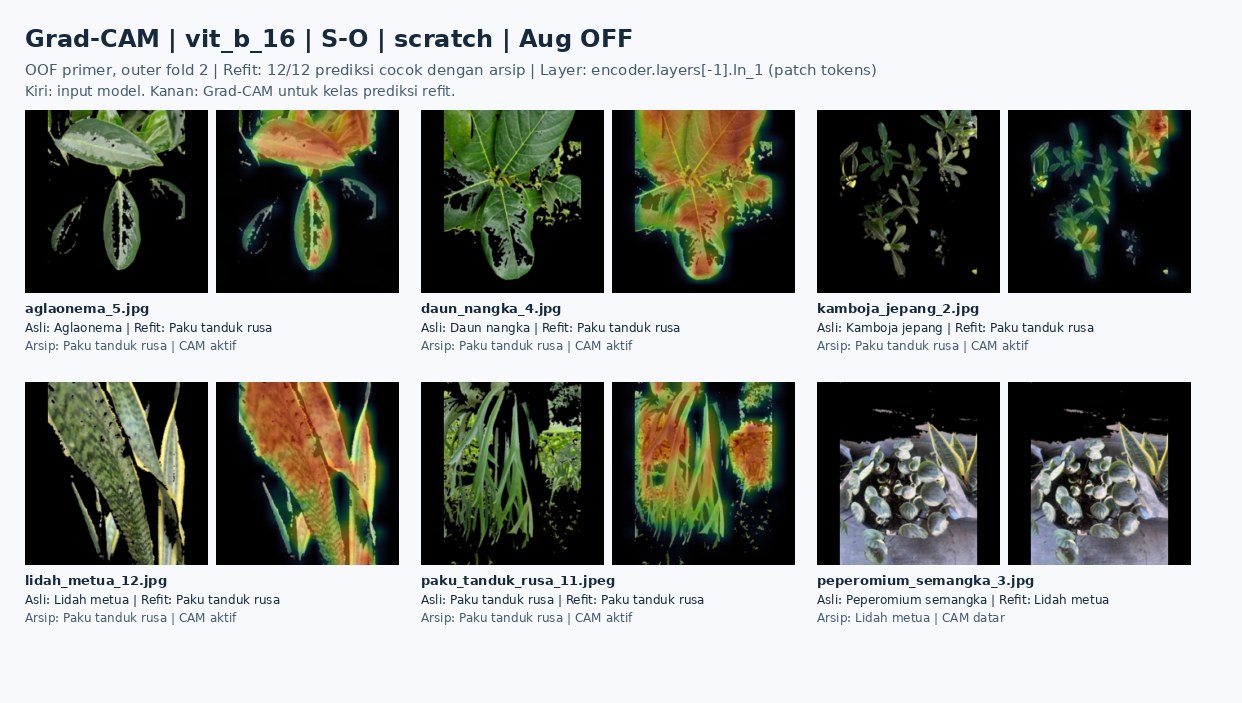 Grad-CAM | vit_b_16 | S-O | scratch | Aug OFF
OOF primer, outer fold 2 | Refit: 12/12 prediksi cocok dengan arsip | Layer: encoder.layers[-1].ln_1 (patch tokens)
Kiri: input model. Kanan: Grad-CAM untuk kelas prediksi refit.
aglaonema_5.jpg
Asli: Aglaonema | Refit: Paku tanduk rusa
Arsip: Paku tanduk rusa | CAM aktif
daun_nangka_4.jpg
Asli: Daun nangka | Refit: Paku tanduk rusa
Arsip: Paku tanduk rusa | CAM aktif
kamboja_jepang_2.jpg
Asli: Kamboja jepang | Refit: Paku tanduk rusa
Arsip: Paku tanduk rusa | CAM aktif
lidah_metua_12.jpg
Asli: Lidah metua | Refit: Paku tanduk rusa
Arsip: Paku tanduk rusa | CAM aktif
paku_tanduk_rusa_11.jpeg
Asli: Paku tanduk rusa | Refit: Paku tanduk rusa
Arsip: Paku tanduk rusa | CAM aktif
peperomium_semangka_3.jpg
Asli: Peperomium semangka | Refit: Lidah metua
Arsip: Lidah metua | CAM datar